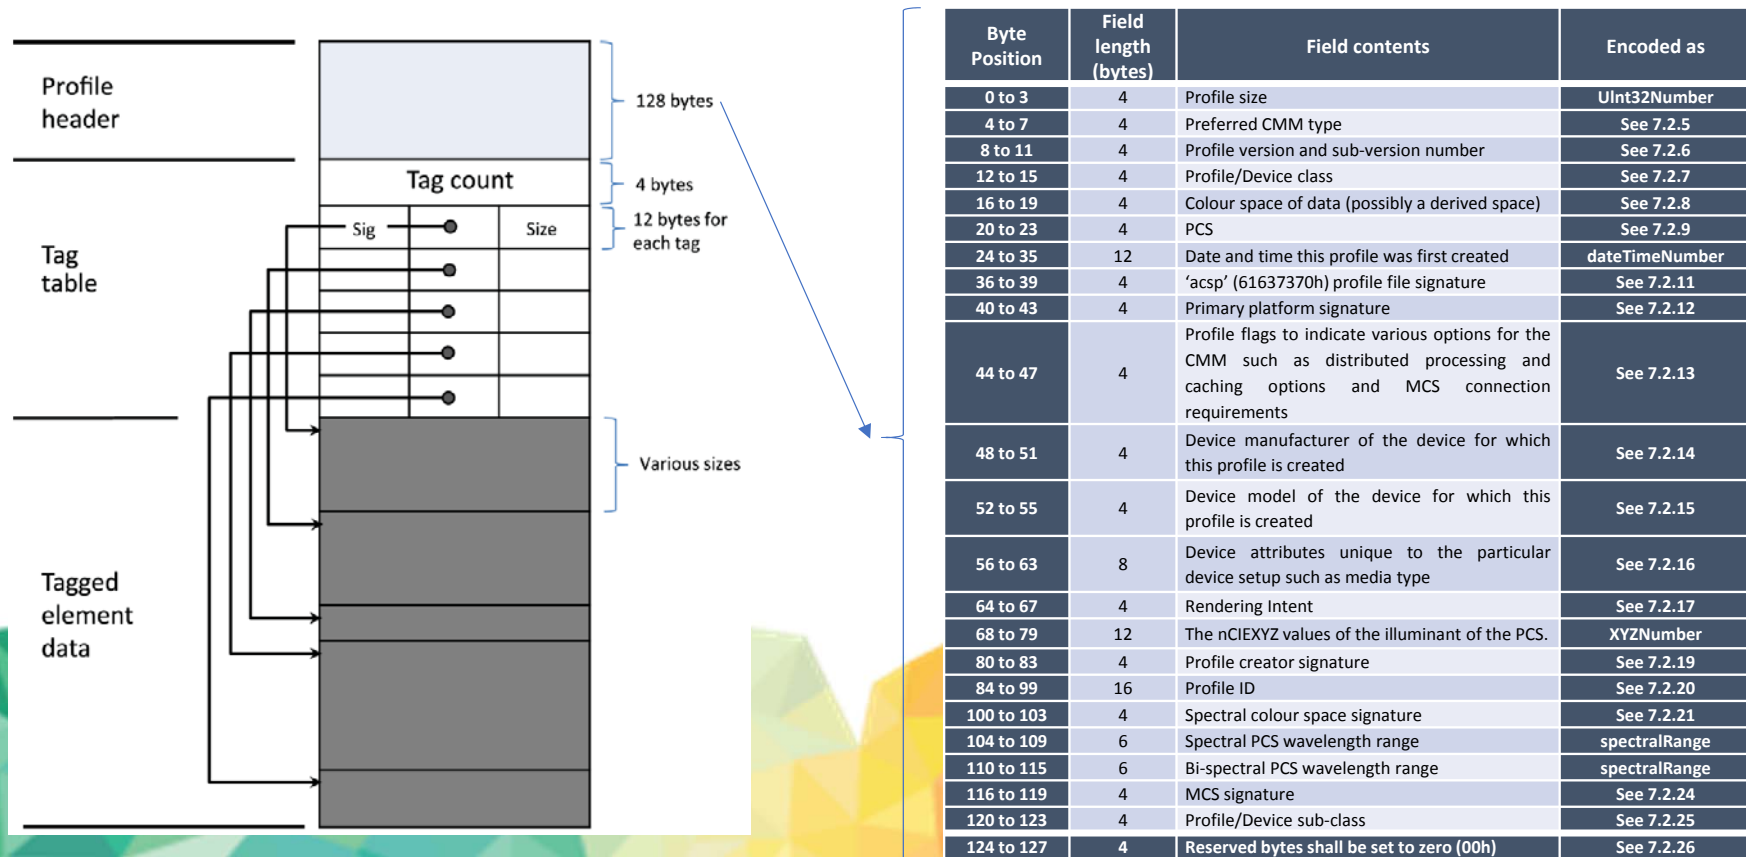 Profile
header
128 bytes
Tag count
4 bytes
Sig
Size
12 bytes for
each tag
Tag
table
Various sizes
Tagged
element
data
Byte Position | Field length (bytes) | Field contents | Encoded as
0 to 3 4 Profile size UInt32Number
4 to 7 4 Preferred CMM type See 7.2.5
8 to 11 4 Profile version and sub-version number See 7.2.6
12 to 15 4 Profile/Device class See 7.2.7
16 to 19 4 Colour space of data (possibly a derived space) See 7.2.8
20 to 23 4 PCS See 7.2.9
24 to 35 12 Date and time this profile was first created dateTimeNumber
36 to 39 4 ‘acsp’ (61637370h) profile file signature See 7.2.11
40 to 43 4 Primary platform signature See 7.2.12
44 to 47 4 Profile flags to indicate various options for the
CMM such as distributed processing and
caching options and MCS connection
requirements See 7.2.13
48 to 51 4 Device manufacturer of the device for which
this profile is created See 7.2.14
52 to 55 4 Device model of the device for which this
profile is created See 7.2.15
56 to 63 8 Device attributes unique to the particular
device setup such as media type See 7.2.16
64 to 67 4 Rendering Intent See 7.2.17
68 to 79 12 The nCIEXYZ values of the illuminant of the PCS. XYZNumber
80 to 83 4 Profile creator signature See 7.2.19
84 to 99 16 Profile ID See 7.2.20
100 to 103 4 Spectral colour space signature See 7.2.21
104 to 109 6 Spectral PCS wavelength range spectralRange
110 to 115 6 Bi-spectral PCS wavelength range spectralRange
116 to 119 4 MCS signature See 7.2.24
120 to 123 4 Profile/Device sub-class See 7.2.25
124 to 127 4 Reserved bytes shall be set to zero (00h) See 7.2.26